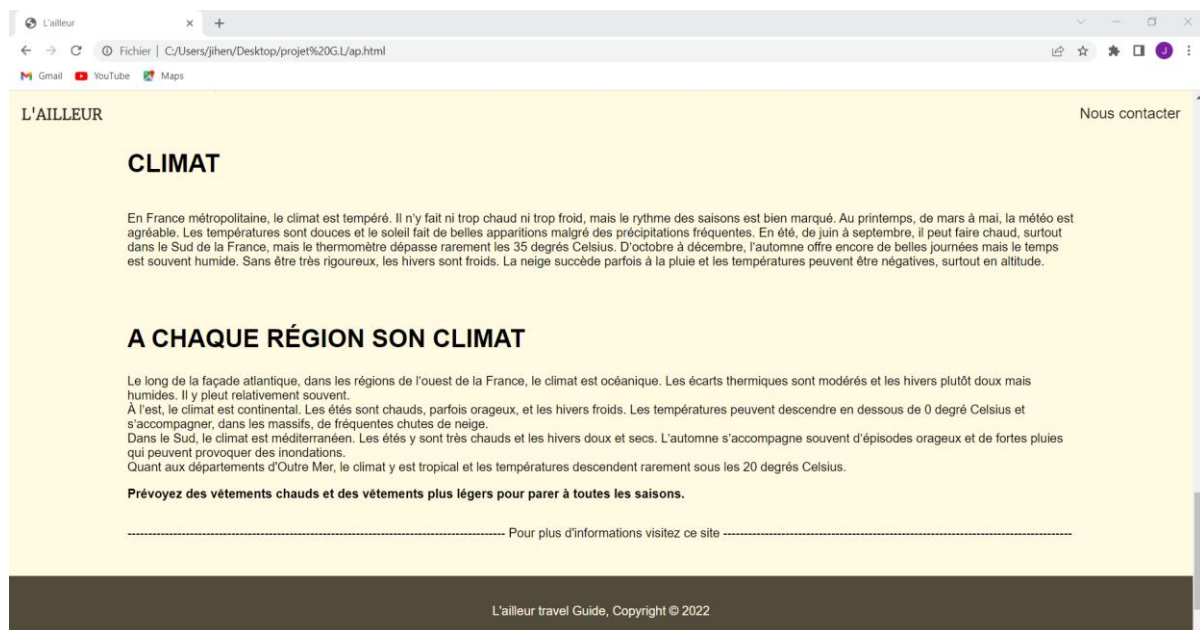 L'ailleur
Fichier | C:/Users/jihen/Desktop/projet%20G.L/ap.html
J
Gmail YouTube Maps
L'AILLEUR
Nous contacter
CLIMAT
En France métropolitaine, le climat est tempéré. Il n'y fait ni trop chaud ni trop froid, mais le rythme des saisons est bien marqué. Au printemps, de mars à mai, la météo est
agréable. Les températures sont douces et le soleil fait de belles apparitions malgré des précipitations fréquentes. En été, de juin à septembre, il peut faire chaud, surtout
dans le Sud de la France, mais le thermomètre dépasse rarement les 35 degrés Celsius. D'octobre à décembre, l'automne offre encore de belles journées mais le temps
est souvent humide. Sans être très rigoureux, les hivers sont froids. La neige succède parfois à la pluie et les températures peuvent être négatives, surtout en altitude.
A CHAQUE RÉGION SON CLIMAT
Le long de la façade atlantique, dans les régions de l'ouest de la France, le climat est océanique. Les écarts thermiques sont modérés et les hivers plutôt doux mais
humides. Il y pleut relativement souvent.
À l'est, le climat est continental. Les étés sont chauds, parfois orageux, et les hivers froids. Les températures peuvent descendre en dessous de 0 degré Celsius et
s'accompagner, dans les massifs, de fréquentes chutes de neige.
Dans le Sud, le climat est méditerranéen. Les étés y sont très chauds et les hivers doux et secs. L'automne s'accompagne souvent d'épisodes orageux et de fortes pluies
qui peuvent provoquer des inondations.
Quant aux départements d'Outre Mer, le climat y est tropical et les températures descendent rarement sous les 20 degrés Celsius.
Prévoyez des vêtements chauds et des vêtements plus légers pour parer à toutes les saisons.
------------------------------------------------------------------------------------------- Pour plus d'informations visitez ce site ------------------------------------------------------------------------------------
L'ailleur travel Guide, Copyright © 2022